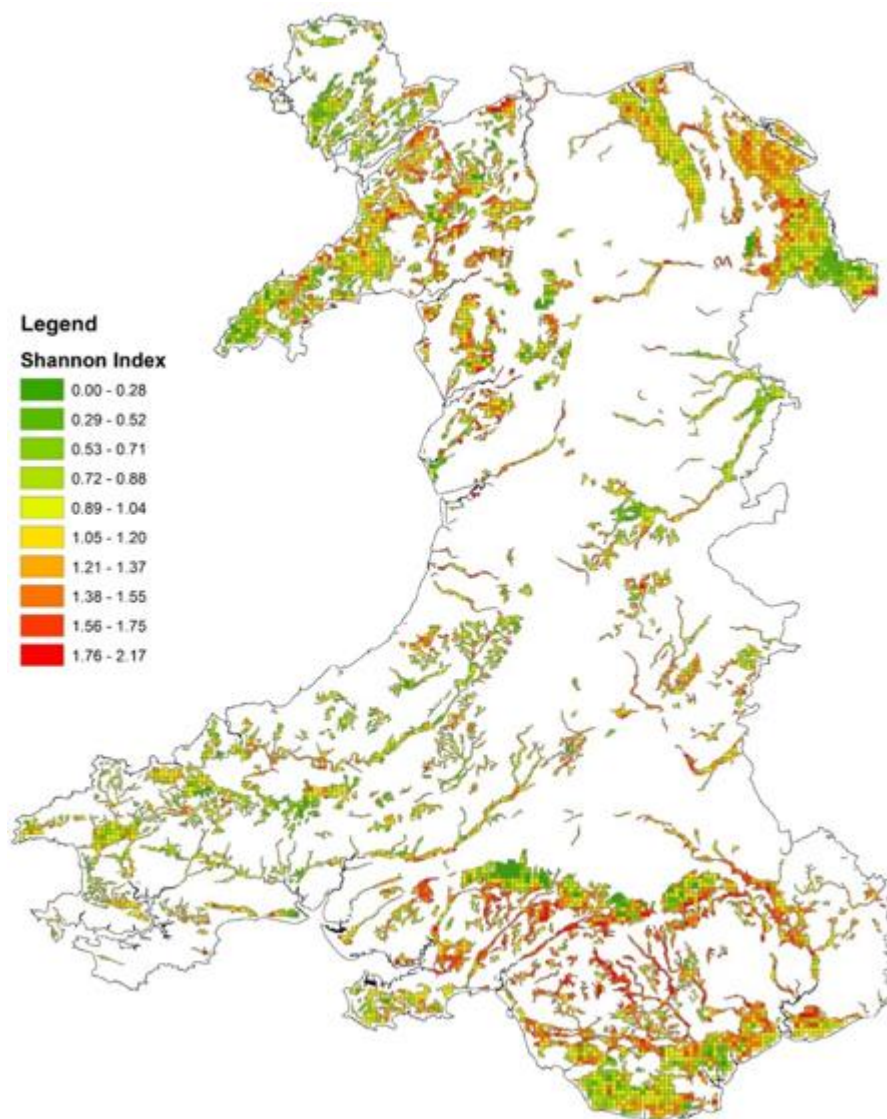 Legend
Shannon Index
0.00 - 0.28
0.29 - 0.52
0.53 - 0.71
0.72 - 0.88
0.89 - 1.04
1.05 - 1.20
1.21 - 1.37
1.38 - 1.55
1.56 - 1.75
1.76 - 2.17